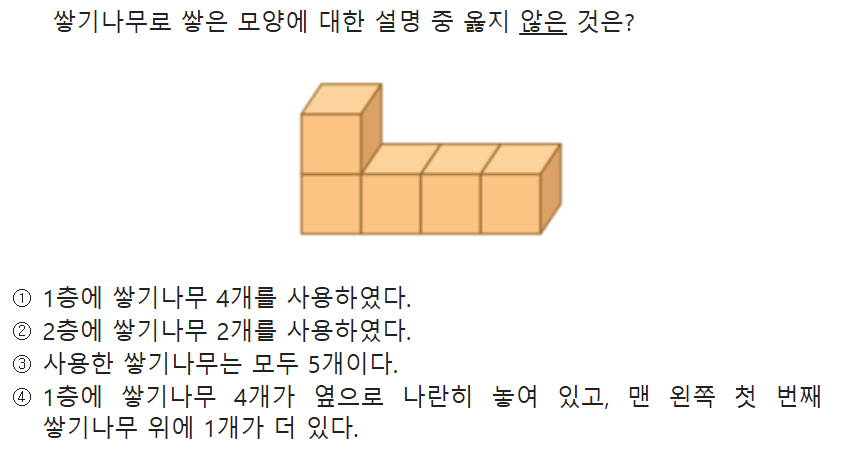 쌓기나무로 쌓은 모양에 대한 설명 중 옳지 않은 것은?
① 1층에 쌓기나무 4개를 사용하였다.
② 2층에 쌓기나무 2개를 사용하였다.
③ 사용한 쌓기나무는 모두 5개이다.
④ 1층에 쌓기나무 4개가 옆으로 나란히 놓여 있고, 맨 왼쪽 첫 번째
쌓기나무 위에 1개가 더 있다.